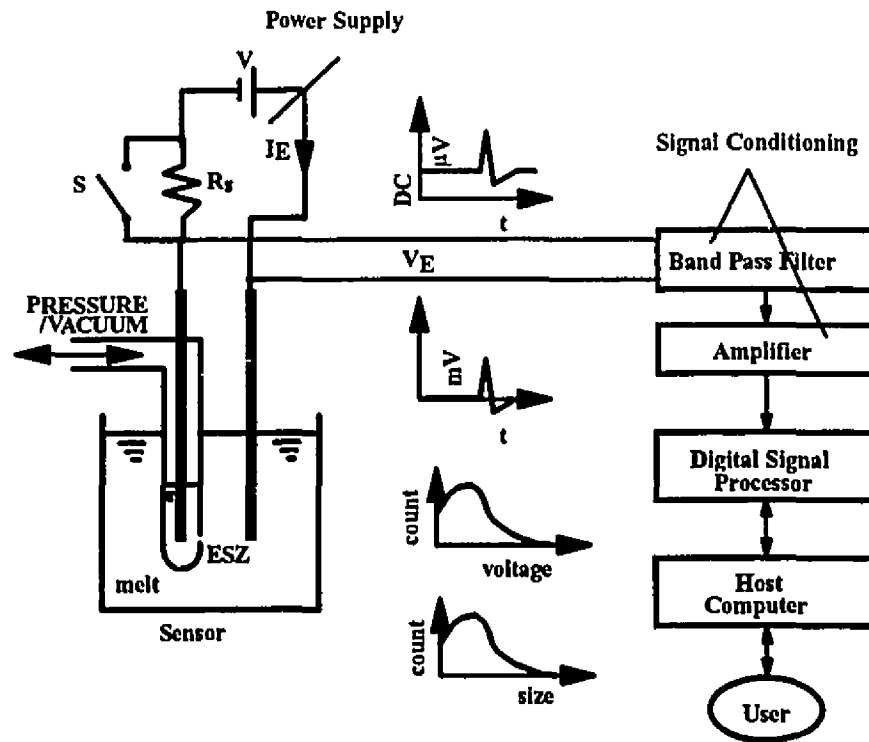 Power Supply
V
IE
S
Rs
DC
μV
t
Signal Conditioning
VE
Band Pass Filter
PRESSURE
/VACUUM
mV
t
Amplifier
Digital Signal
Processor
ESZ
melt
Sensor
count
voltage
Host
Computer
count
size
User